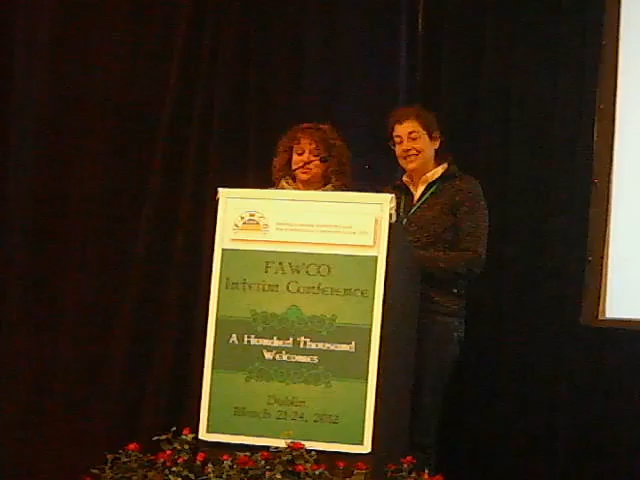 FAWCO
Interim Conference
A Hundred Thousand
Welcomes
Dublin,
March 21-24, 2012